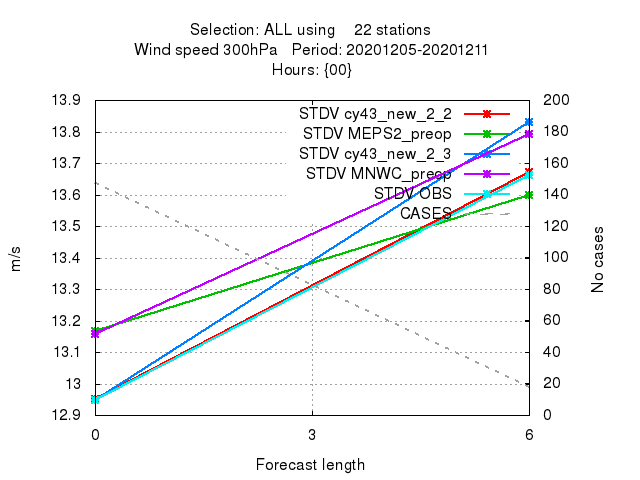 Selection: ALL using 22 stations
Wind speed 300hPa Period: 20201205-20201211
Hours: {00}
13.9 200
STDV cy43_new_2_2
13.8 180
STDV MEPS2_preop
STDV cy43_new_2_3
13.7 160
STDV MNWC_preop
13.6 140
STDV OBS
CASES
13.5 120
13.4 100
m/s
No cases
13.3 80
13.2 60
13.1 40
13 20
12.9 0
0 3 6
Forecast length